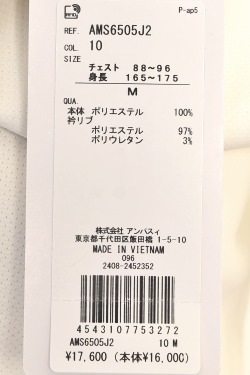 P-ap5
REF. AMS6505J2
COL. 10
SIZE
チェスト 88~96
身長 165~175
M
QUA.
本体 ポリエステル 100%
衿リブ
ポリエステル 97%
ポリウレタン 3%
株式会社 アンパスィ
東京都千代田区飯田橋 1-5-10
MADE IN VIETNAM
096
2408-2452352
4543107753272
AMS6505J2 10 M
¥17,600 (本体¥16,000)